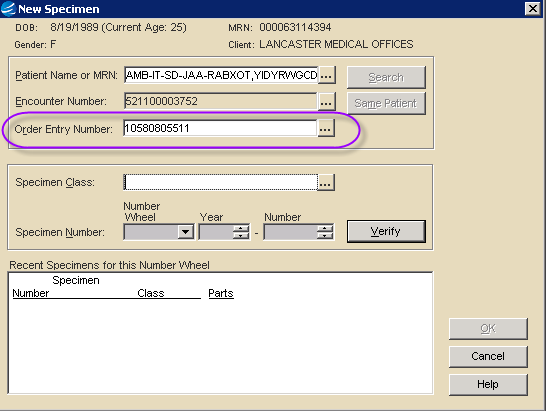 New Specimen
DOB: 8/19/1989 (Current Age: 25) MRN: 000063114394
Gender: F Client: LANCASTER MEDICAL OFFICES
Patient Name or MRN: AMB-IT-SD-JAA-RABXOT,YIDYRWGCD ... Search
Encounter Number: 521100003752 ... Same Patient
Order Entry Number: 10580805511 ...
Specimen Class: ...
Number
Wheel Year Number
Specimen Number: - Verify
Recent Specimens for this Number Wheel
Specimen
Number Class Parts
OK
Cancel
Help